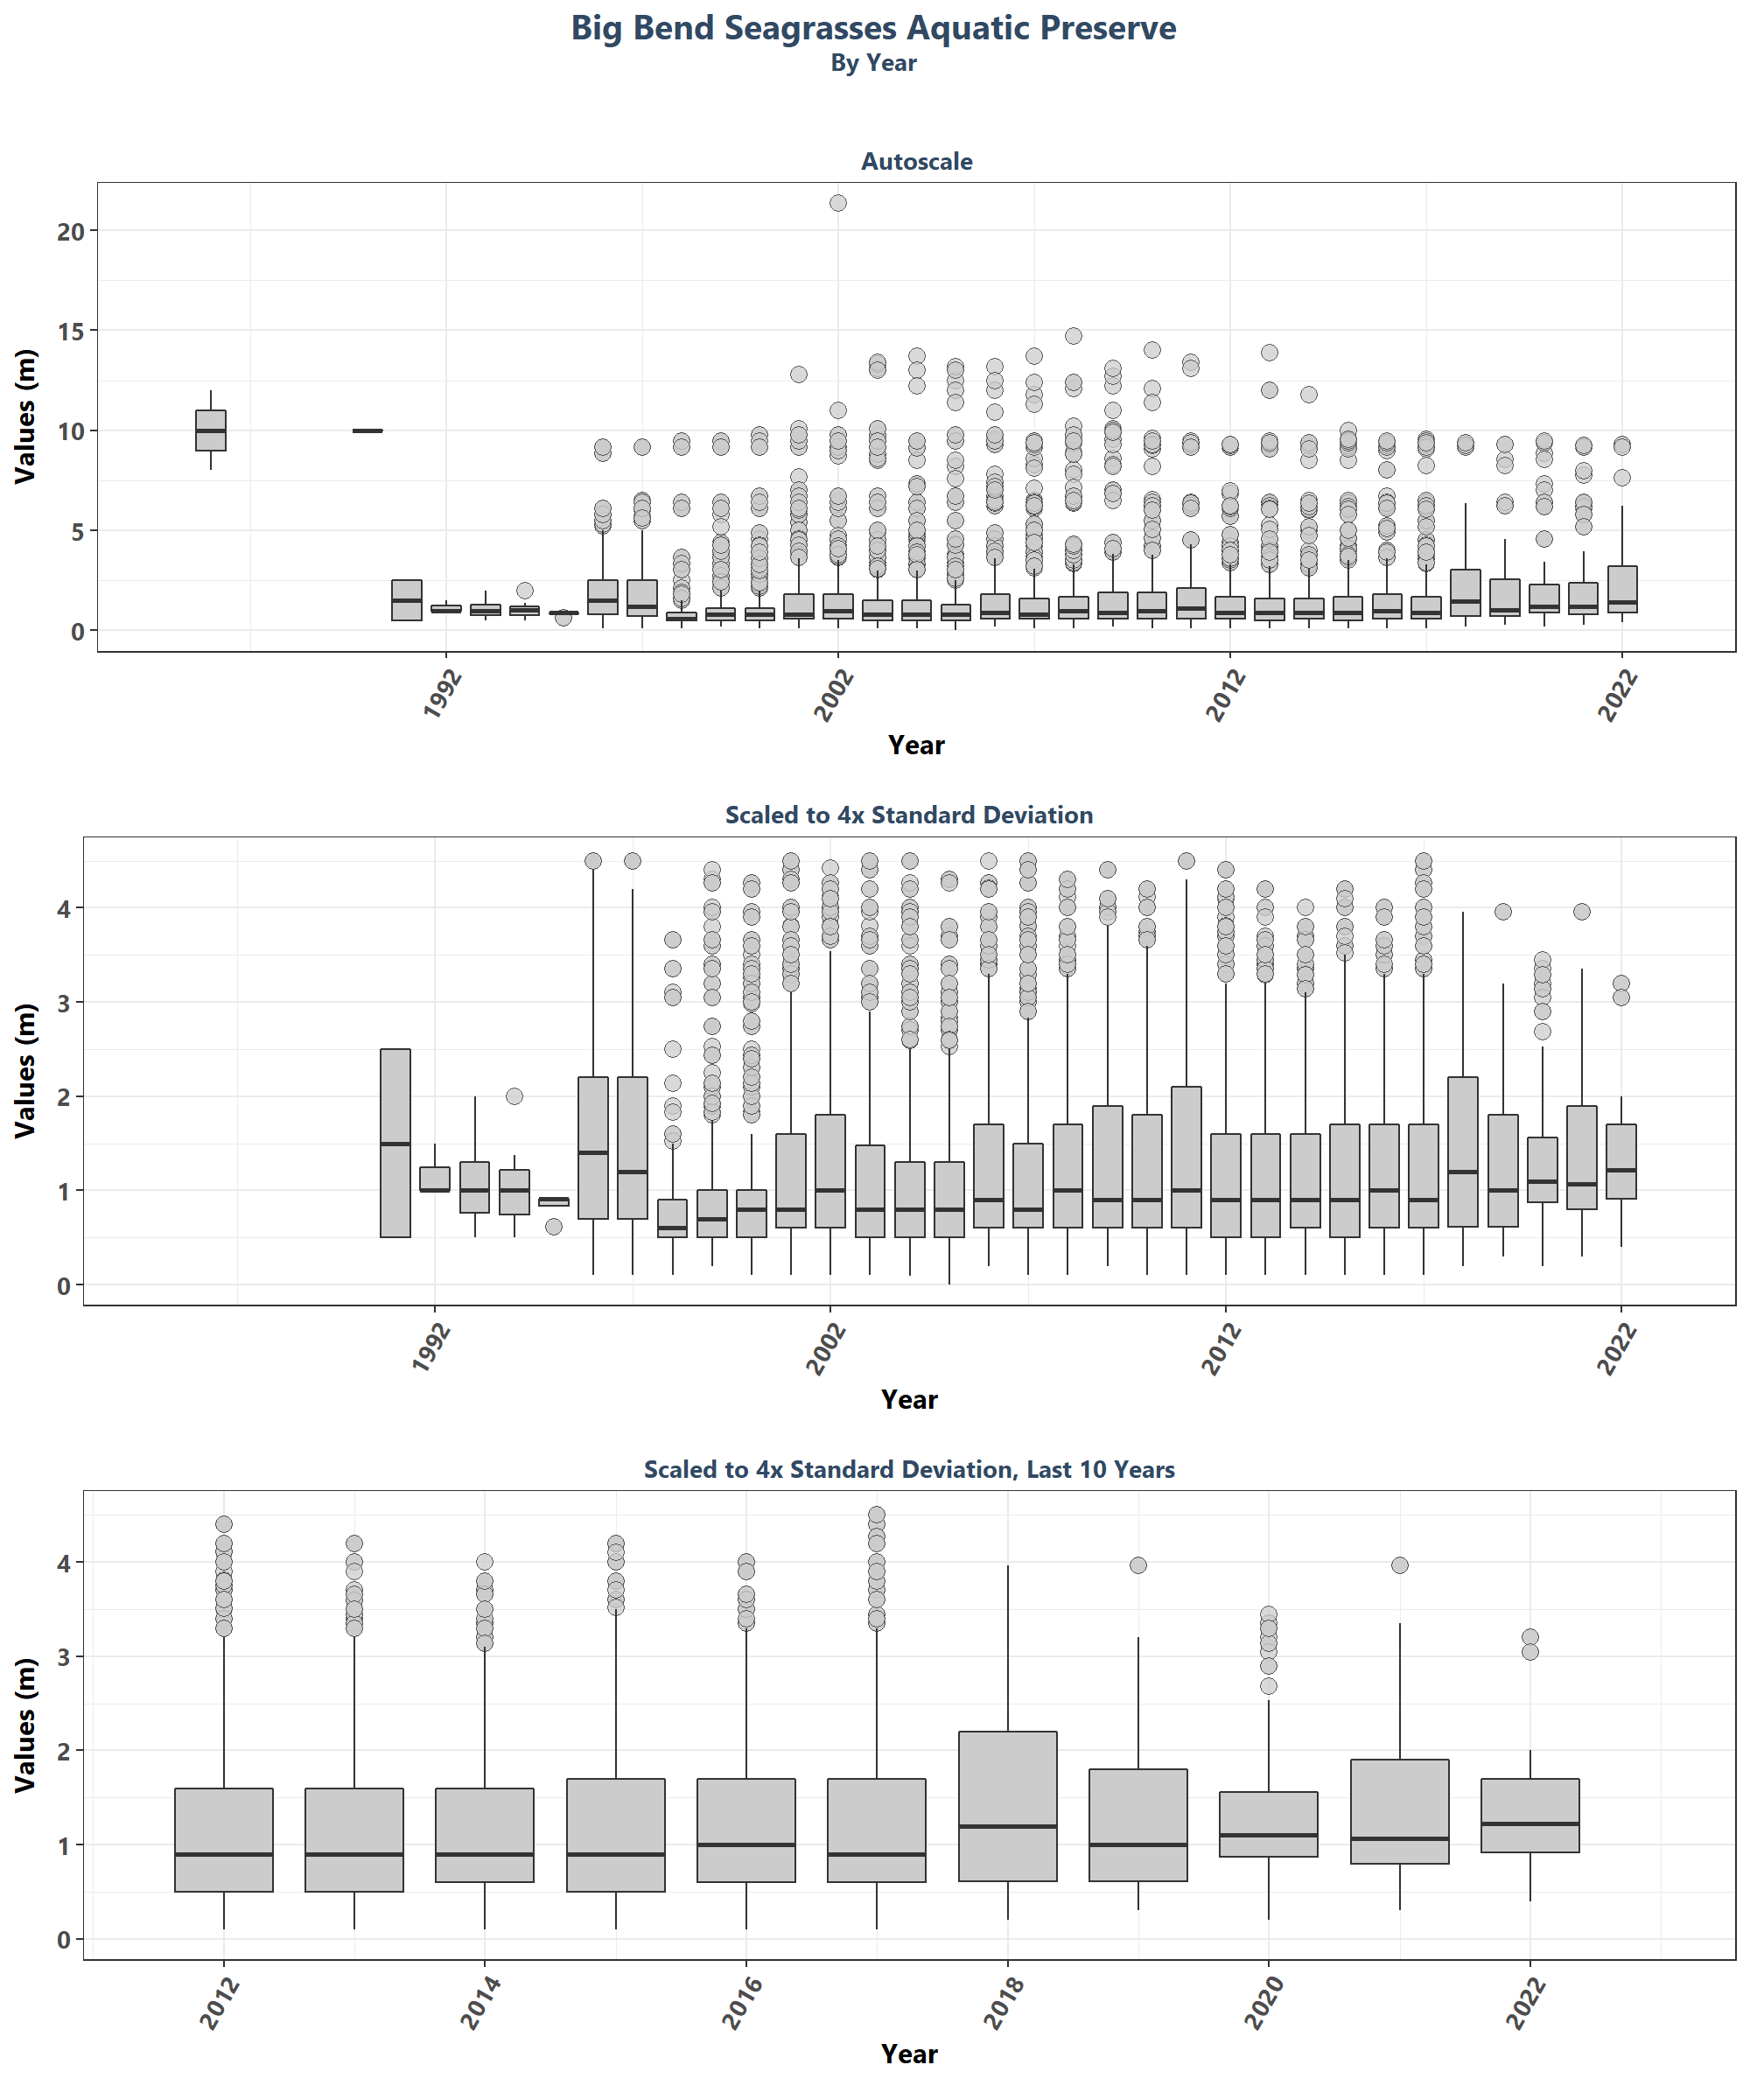 Big Bend Seagrasses Aquatic Preserve
By Year
Autoscale
Values (m)
20
15
10
5
0
1992
2002
2012
2022
Year
Scaled to 4x Standard Deviation
Values (m)
4
3
2
1
0
1992
2002
2012
2022
Year
Scaled to 4x Standard Deviation, Last 10 Years
Values (m)
4
3
2
1
0
2012
2014
2016
2018
2020
2022
Year